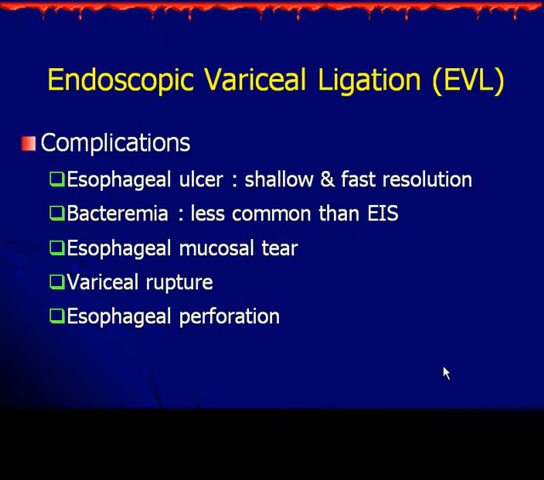 Endoscopic Variceal Ligation (EVL)
Complications
Esophageal ulcer : shallow & fast resolution
Bacteremia : less common than EIS
Esophageal mucosal tear
Variceal rupture
Esophageal perforation